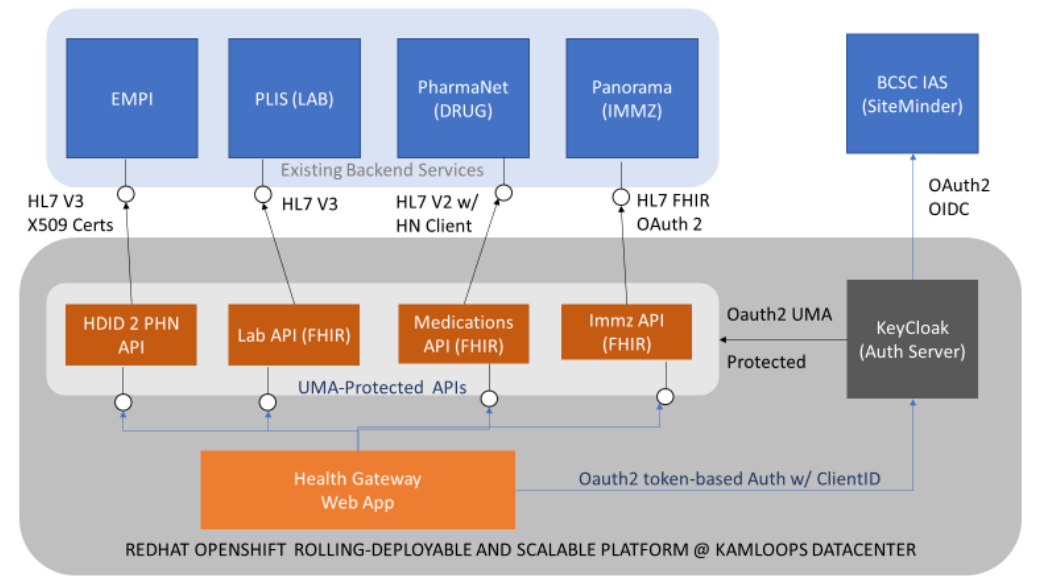 EMPI
PLIS (LAB)
PharmaNet
(DRUG)
Panorama
(IMMZ)
BCSC IAS
(SiteMinder)
Existing Backend Services
HL7 V3
X509 Certs
HL7 V3
HL7 V2 w/
HN Client
HL7 FHIR
OAuth 2
OAuth2
OIDC
HDID 2 PHN
API
Lab API (FHIR)
Medications
API (FHIR)
Immz API
(FHIR)
Oauth2 UMA
Protected
KeyCloak
(Auth Server)
UMA-Protected APIs
Health Gateway
Web App
Oauth2 token-based Auth w/ ClientID
REDHAT OPENSHIFT ROLLING-DEPLOYABLE AND SCALABLE PLATFORM @ KAMLOOPS DATACENTER